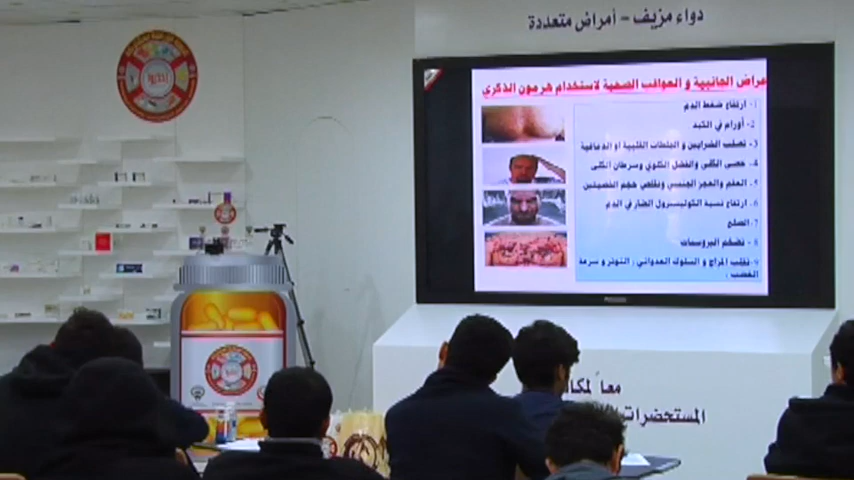 دواء مزيف - أمراض متعددة
عراض الجانبية و العواقب الصحية لاستخدام هرمون الذكري
1- ارتفاع ضغط الدم
2- أورام في الكبد
3- تصلب الشرايين و الجلطات القلبية او الدماغية
4- حصى الكلى والفشل الكلوي وسرطان الكلى
5- العقم والعجز الجنسي وتقلص حجم الخصيتين
6- ارتفاع نسبة الكوليسترول الضار في الدم
7- الصلع
8 - تضخم البروستات
9- تقلب المزاج و السلوك العدواني ; التوتر و سرعة
الغضب ;
معاً لمكا
المستحضرات